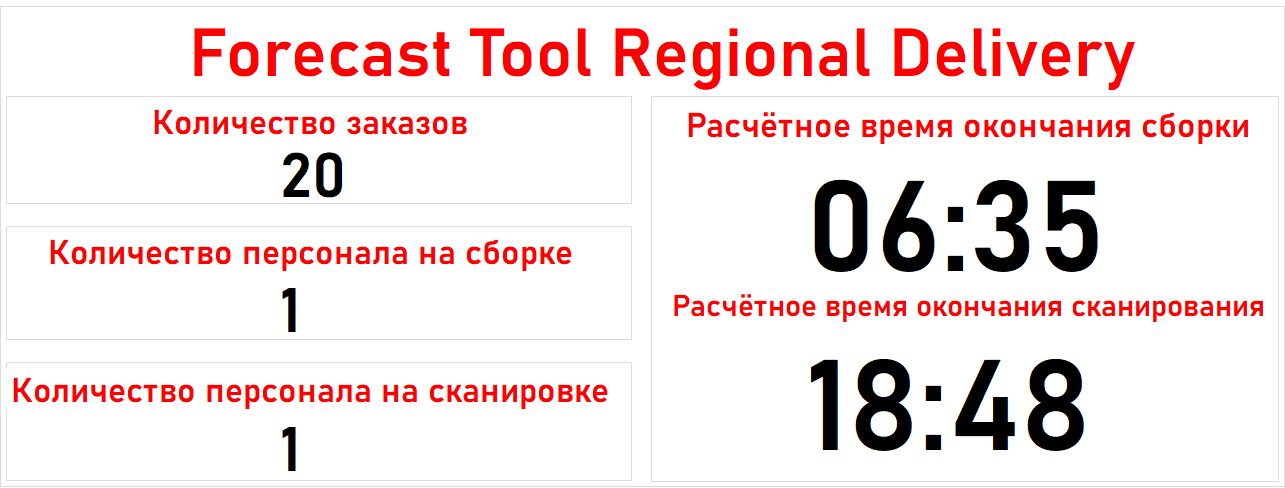 Forecast Tool Regional Delivery
Количество заказов
20
Количество персонала на сборке
1
Количество персонала на сканировке
1
Расчётное время окончания сборки
06:35
Расчётное время окончания сканирования
18:48